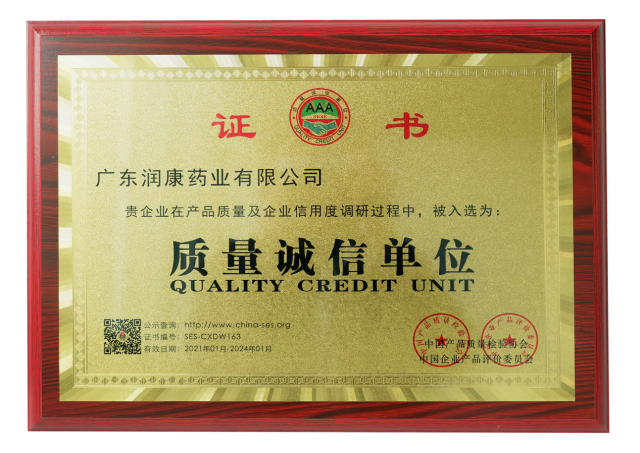 证 书
AAA
QUALITY CREDIT UNIT
广东润康药业有限公司
贵企业在产品质量及企业信用度调研过程中，被入选为：
质量诚信单位
QUALITY CREDIT UNIT
公示查询：http://www.china-ses.org
证书编号：SES-CXDW163
有效日期：2021年01月-2024年01月
中国产品质量检验协会
中国企业产品评价委员会